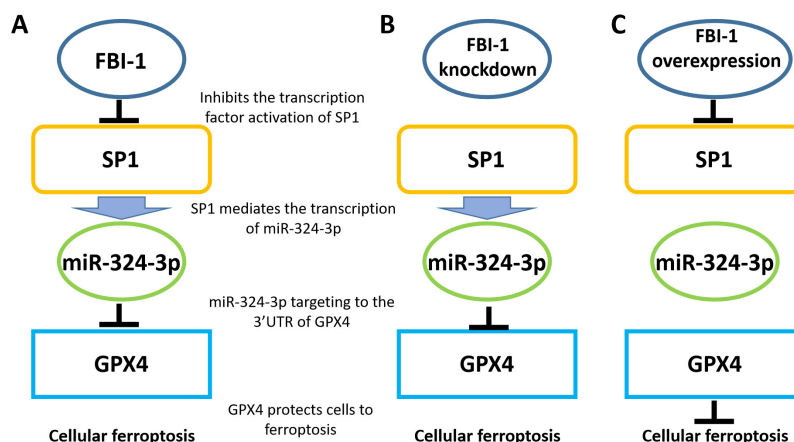 A
FBI-1
Inhibits the transcription
factor activation of SP1
SP1
SP1 mediates the transcription
of miR-324-3p
miR-324-3p
miR-324-3p targeting to the
3'UTR of GPX4
GPX4
GPX4 protects cells to
ferroptosis
Cellular ferroptosis
B
FBI-1
knockdown
SP1
miR-324-3p
GPX4
Cellular ferroptosis
C
FBI-1
overexpression
SP1
miR-324-3p
GPX4
Cellular ferroptosis